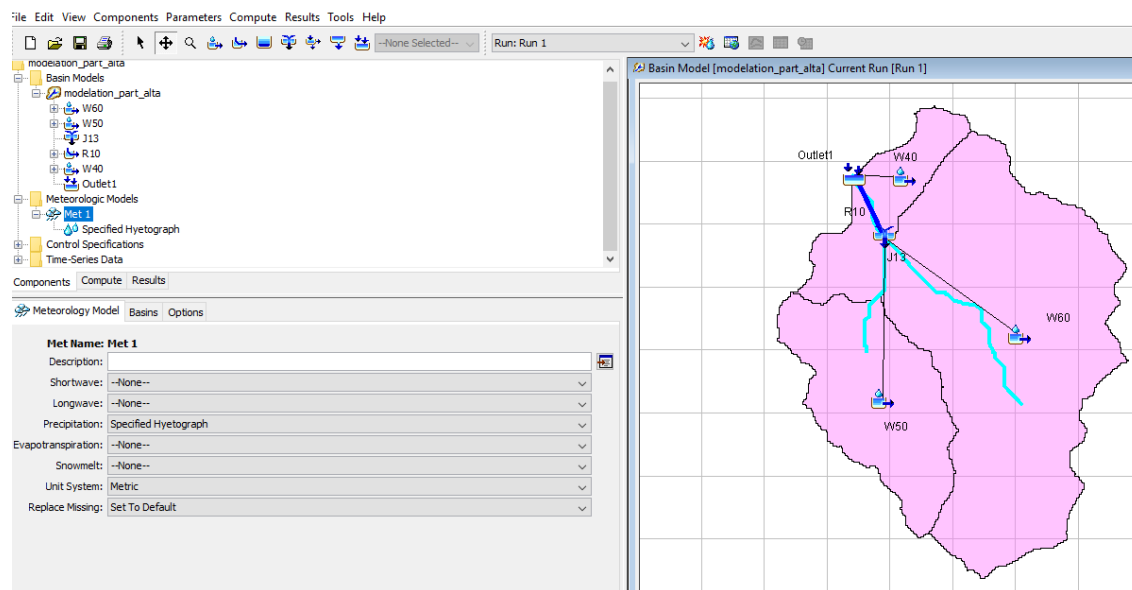 File Edit View Components Parameters Compute Results Tools Help
--None Selected-- Run: Run 1
modelation_part_alta
Basin Models
modelation_part_alta
W60
W50
J13
R10
W40
Outlet1
Meteorologic Models
Met 1
Specified Hyetograph
Control Specifications
Time-Series Data
Components Compute Results
Meteorology Model Basins Options
Met Name: Met 1
Description:
Shortwave: --None--
Longwave: --None--
Precipitation: Specified Hyetograph
Evapotranspiration: --None--
Snowmelt: --None--
Unit System: Metric
Replace Missing: Set To Default
Basin Model [modelation_part_alta] Current Run [Run 1]
Outlet1
W40
R10
J13
W60
W50